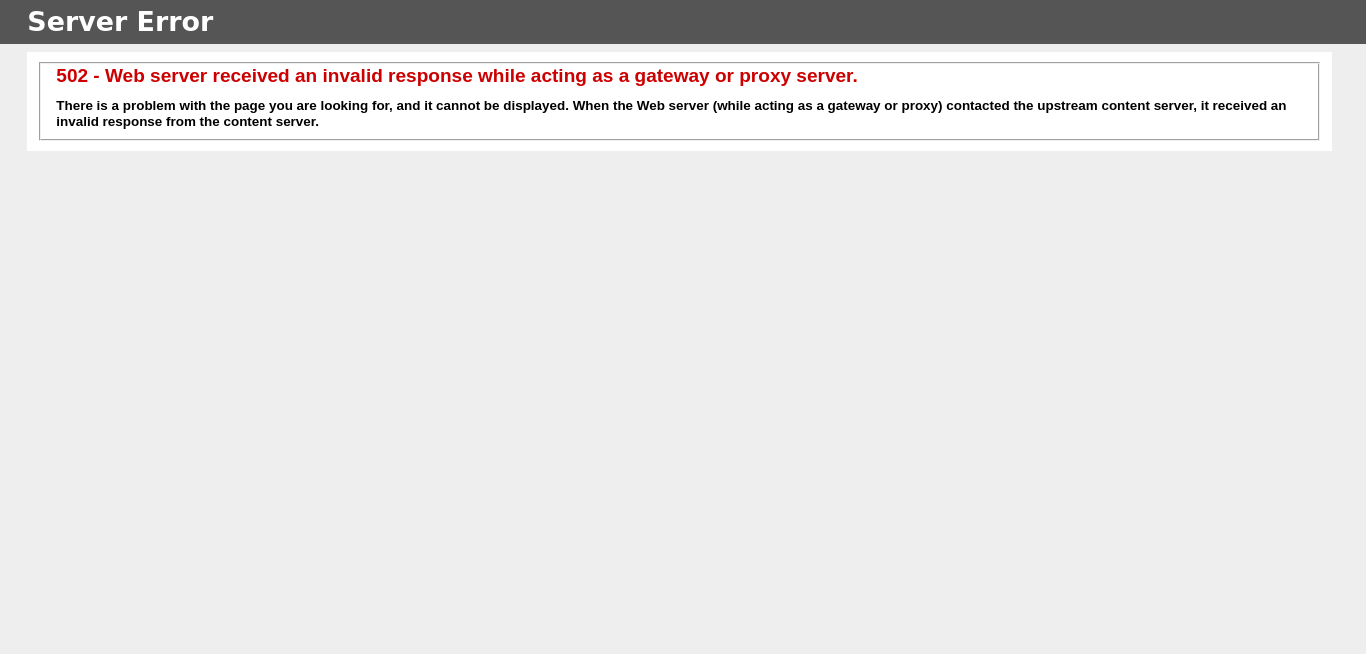 Server Error
502 - Web server received an invalid response while acting as a gateway or proxy server.
There is a problem with the page you are looking for, and it cannot be displayed. When the Web server (while acting as a gateway or proxy) contacted the upstream content server, it received an
invalid response from the content server.